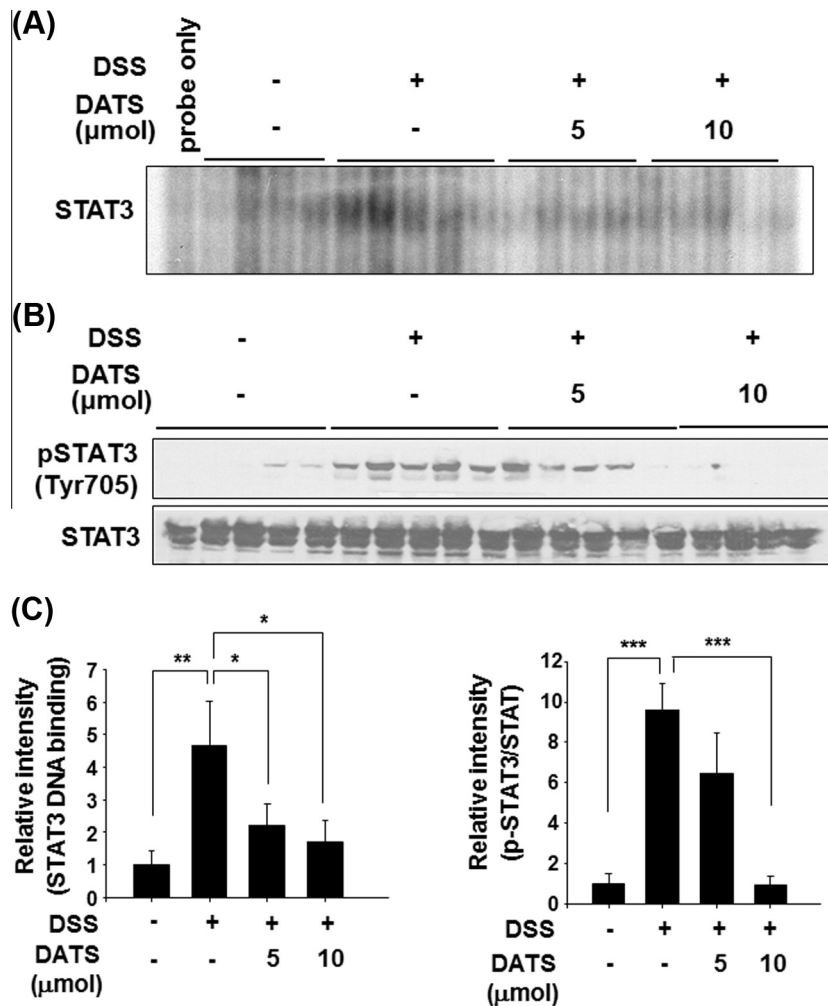 (A)
probe only
DSS - + + +
DATS
(μmol) - - 5 10
STAT3
(B)
DSS - + + +
DATS
(μmol) - - 5 10
pSTAT3
(Tyr705)
STAT3
(C)
Relative intensity
(STAT3 DNA binding)
7
6
5
4
3
2
1
0
** * *
DSS - + + +
DATS
(μmol) - - 5 10
Relative intensity
(p-STAT3/STAT)
12
10
8
6
4
2
0
*** ***
DSS - + + +
DATS
(μmol) - - 5 10